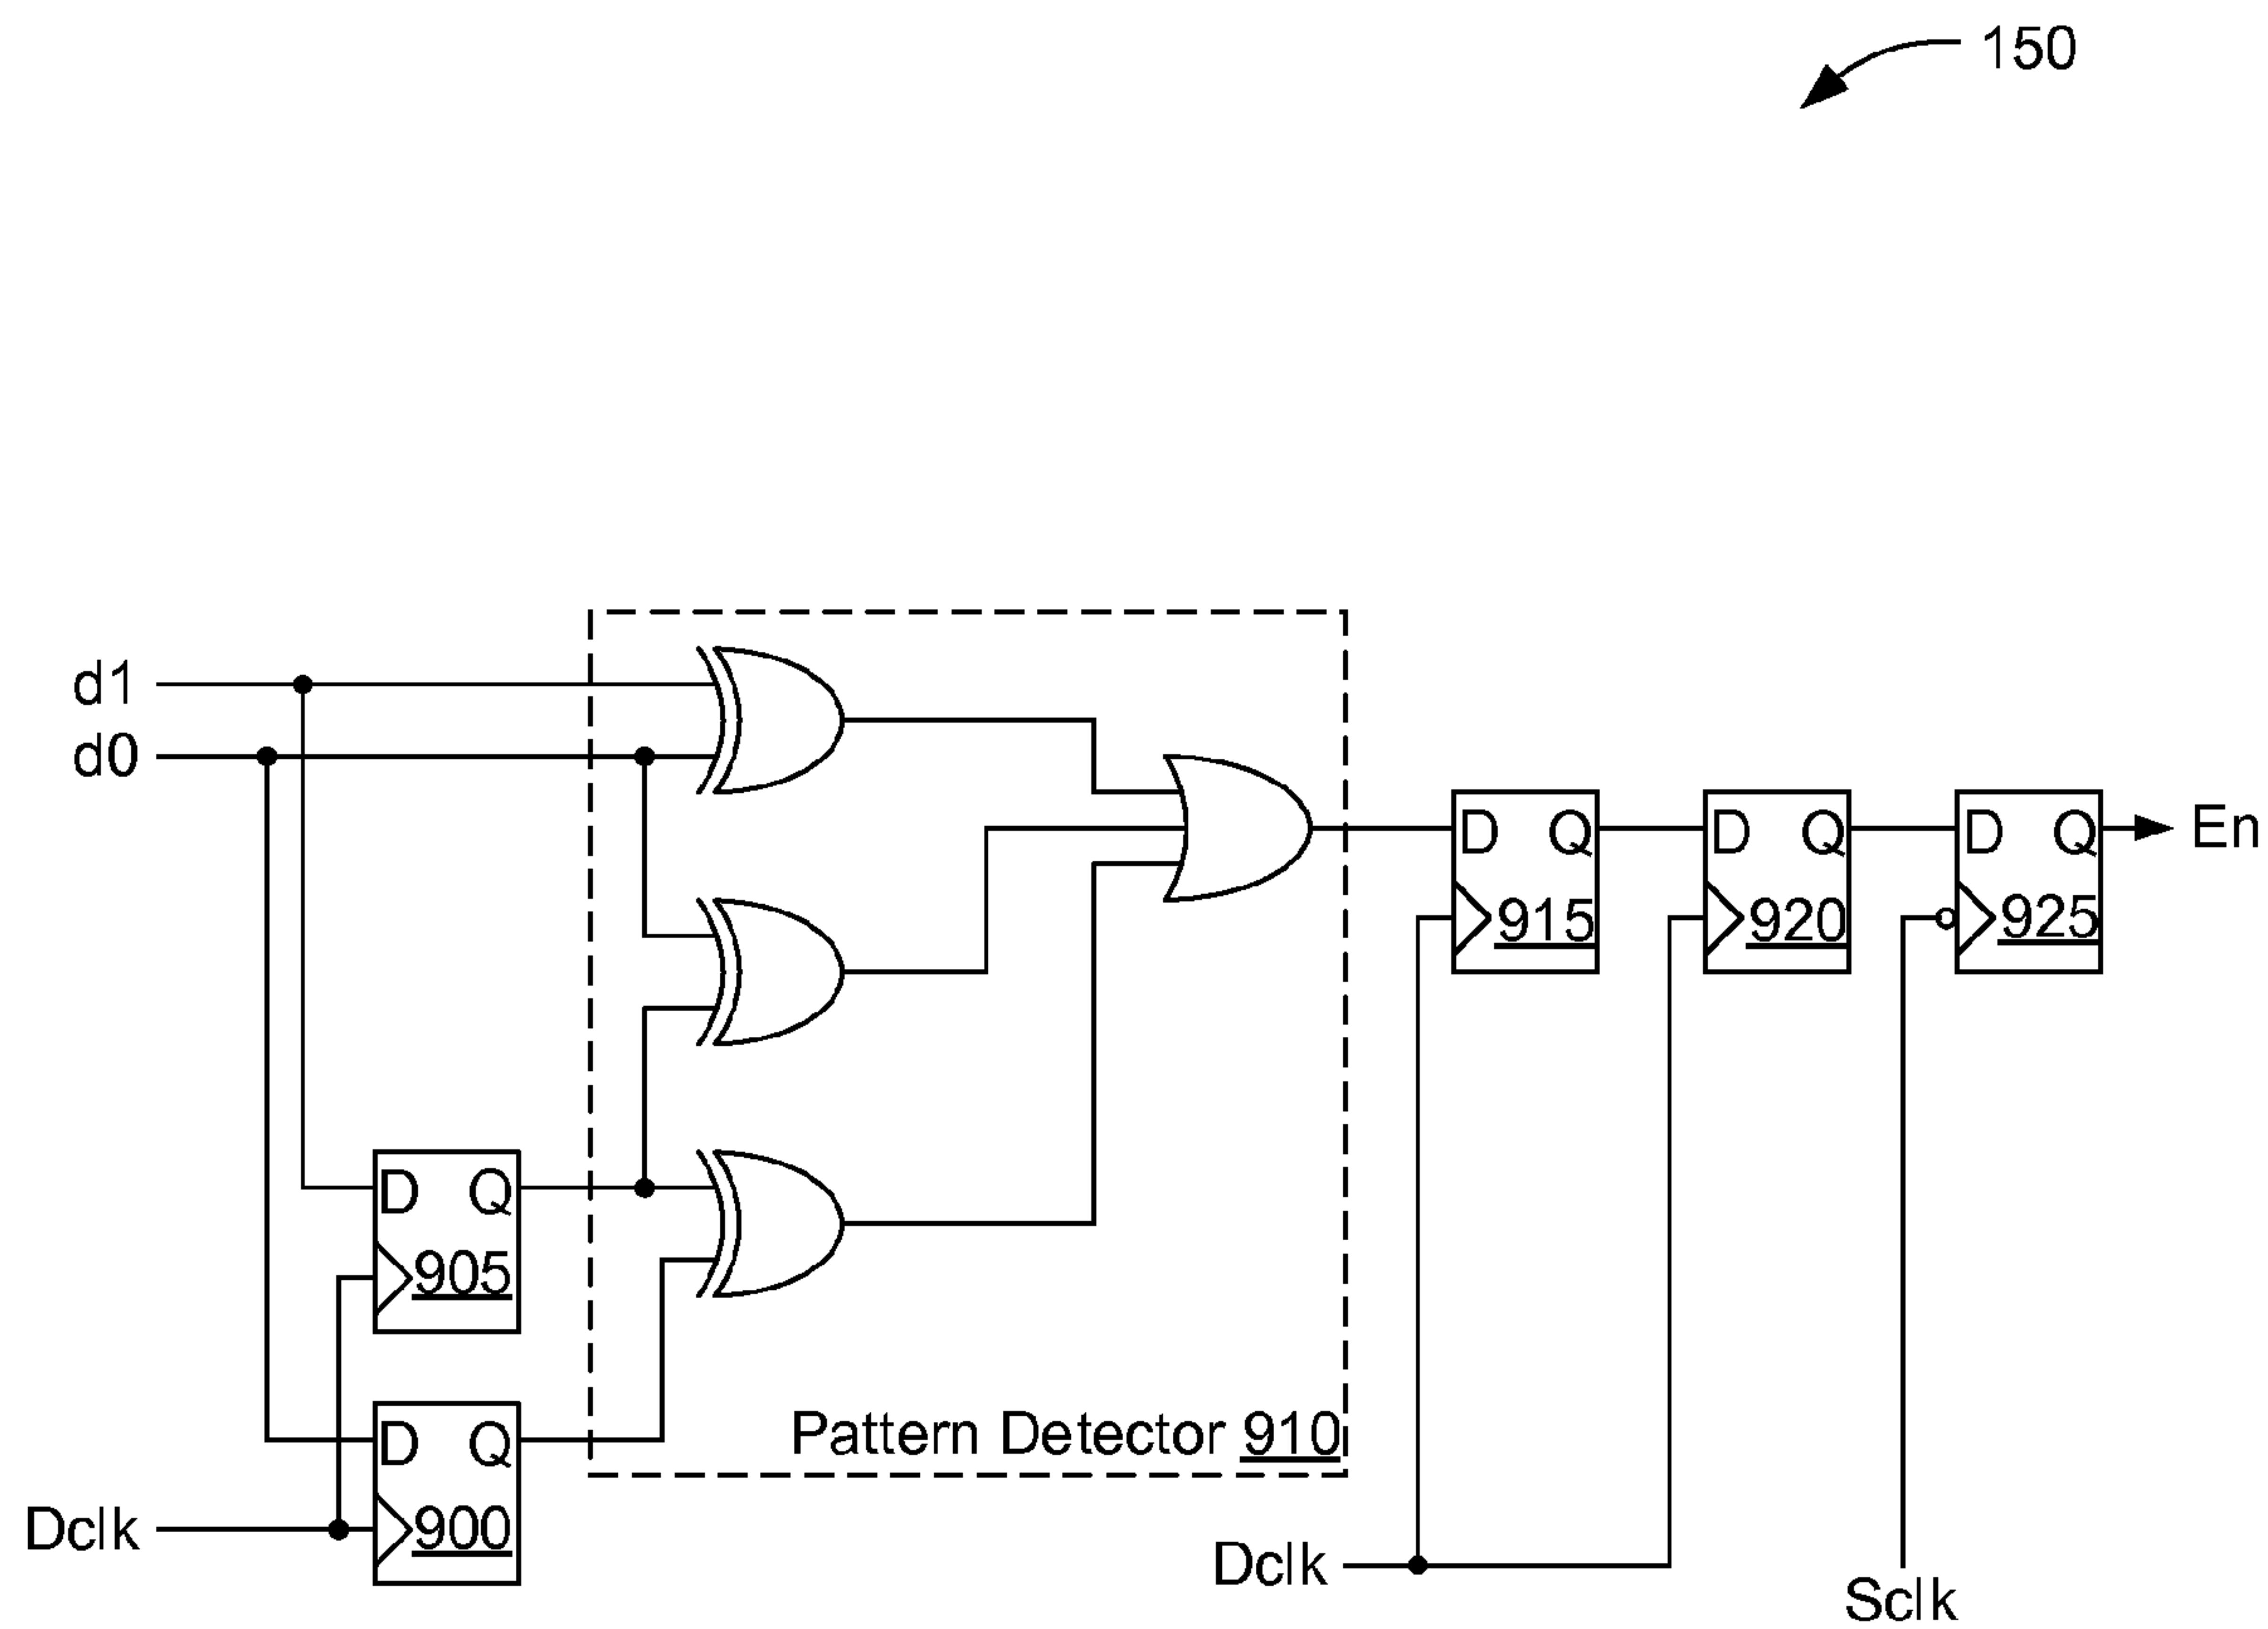 150
d1
d0
D Q
915
D Q
920
D Q
925
En
D Q
905
D Q
900
Pattern Detector 910
Dclk
Dclk
Sclk